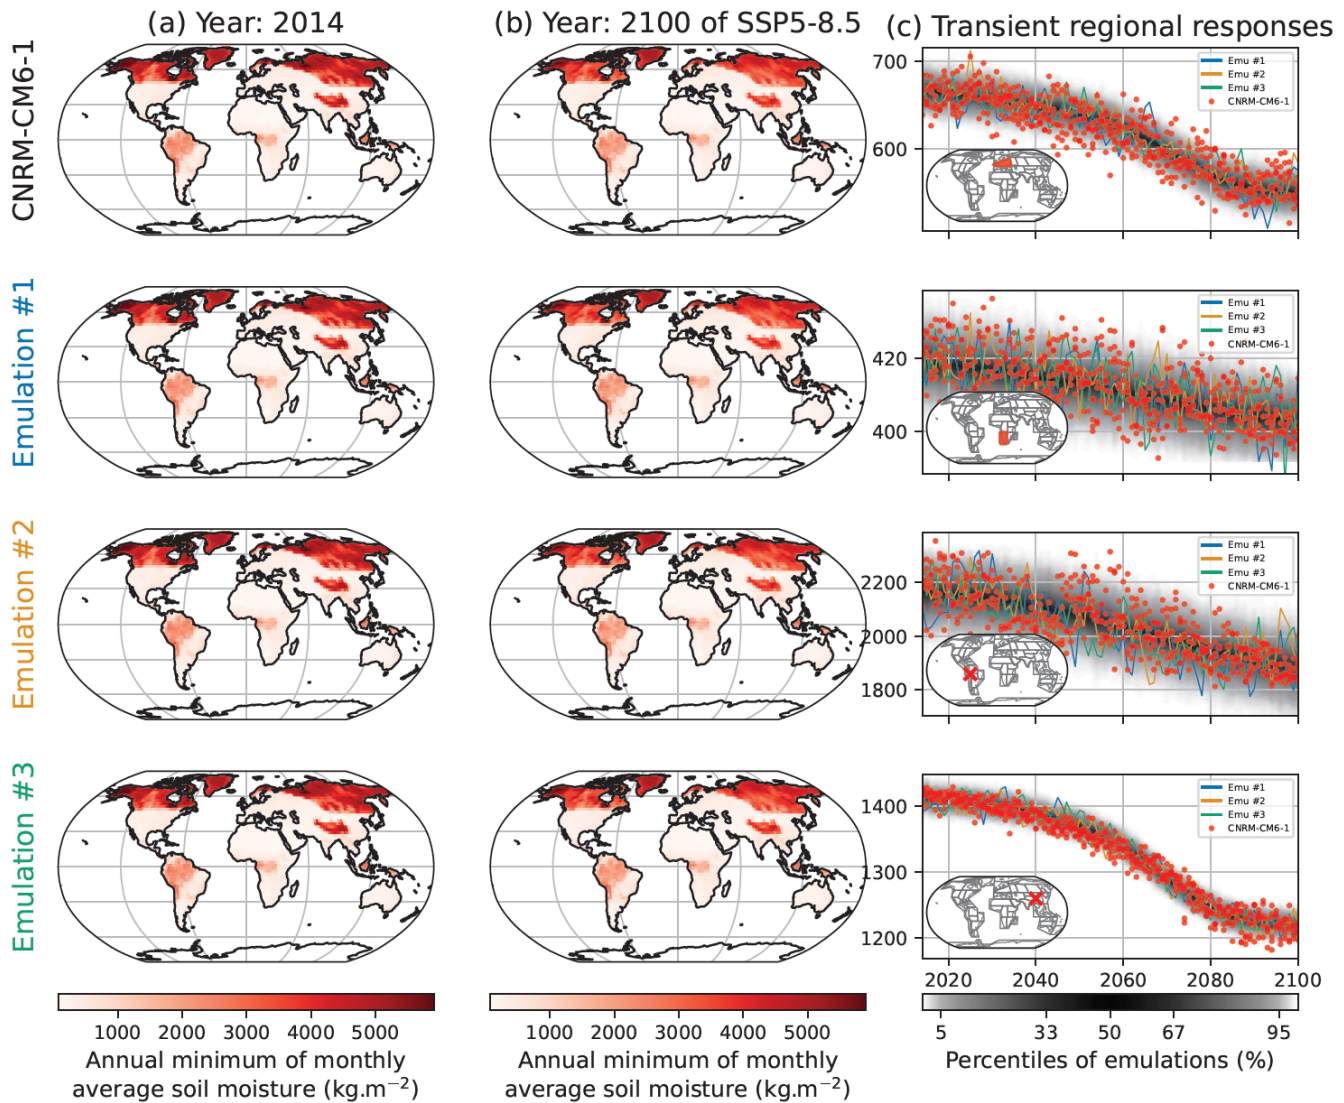 (a) Year: 2014
(b) Year: 2100 of SSP5-8.5
(c) Transient regional responses
CNRM-CM6-1
700
600
Emu #1
Emu #2
Emu #3
CNRM-CM6-1
Emulation #1
420
400
Emu #1
Emu #2
Emu #3
CNRM-CM6-1
Emulation #2
2200
2000
1800
Emu #1
Emu #2
Emu #3
CNRM-CM6-1
Emulation #3
1400
1300
1200
Emu #1
Emu #2
Emu #3
CNRM-CM6-1
2020 2040 2060 2080 2100
1000 2000 3000 4000 5000
Annual minimum of monthly
average soil moisture (kg.m⁻²)
1000 2000 3000 4000 5000
Annual minimum of monthly
average soil moisture (kg.m⁻²)
5 33 50 67 95
Percentiles of emulations (%)